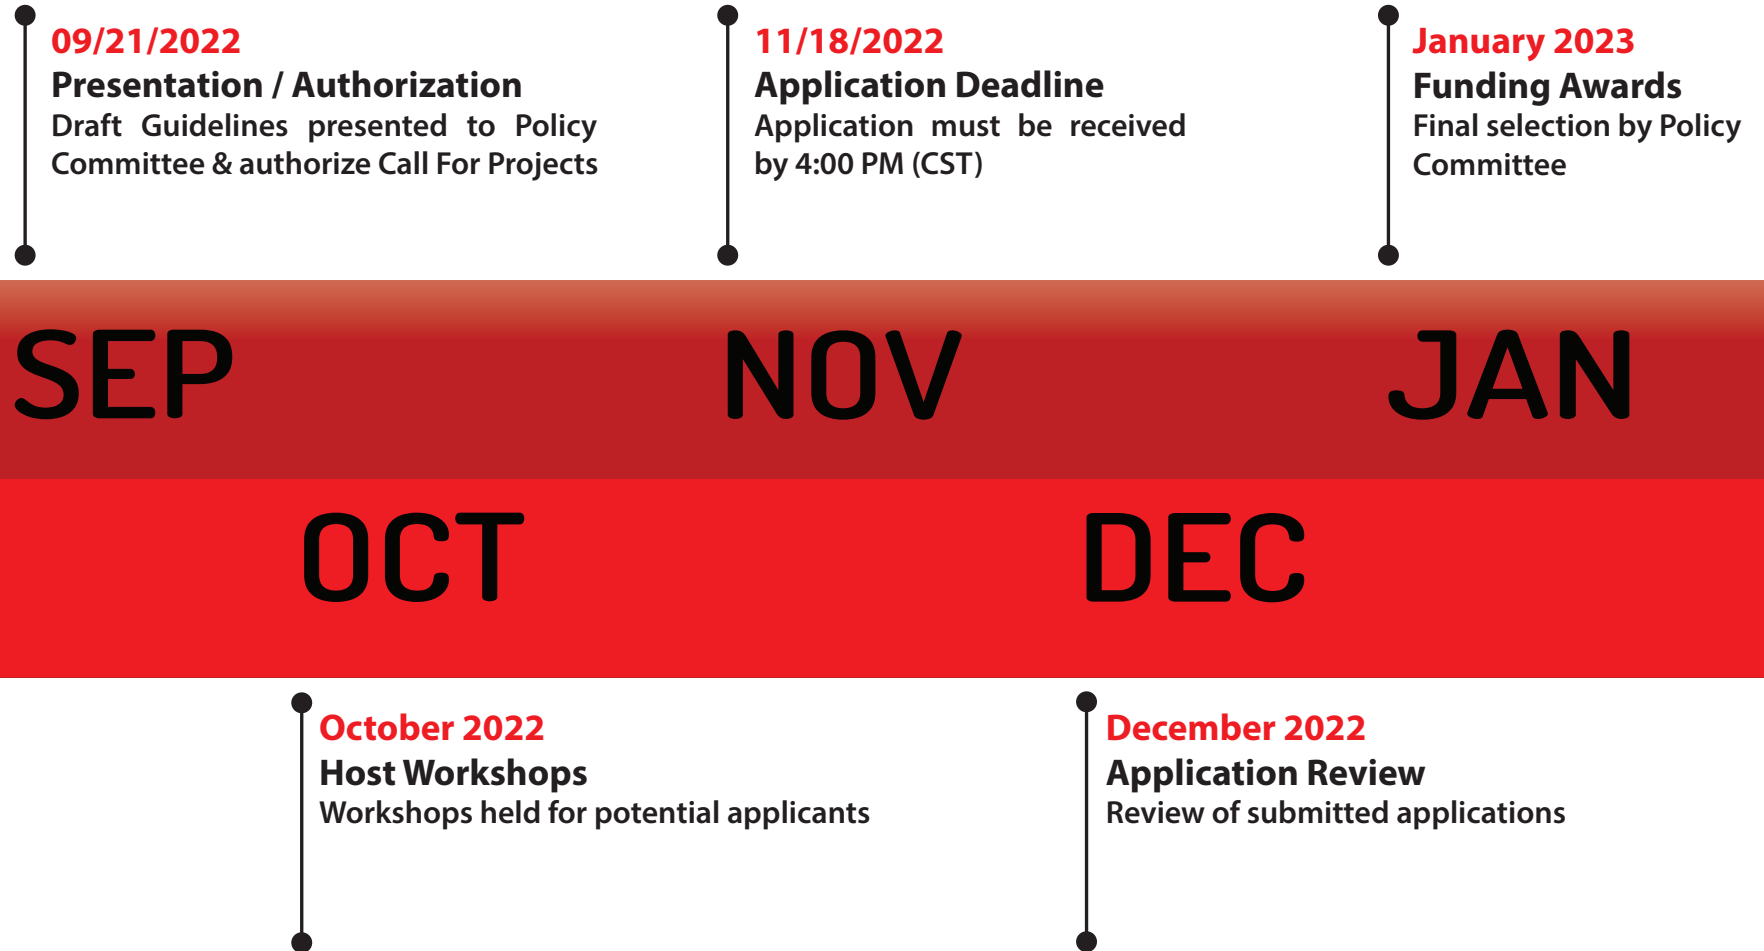 09/21/2022
Presentation / Authorization
Draft Guidelines presented to Policy
Committee & authorize Call For Projects
11/18/2022
Application Deadline
Application must be received
by 4:00 PM (CST)
January 2023
Funding Awards
Final selection by Policy
Committee
SEP
NOV
JAN
OCT
DEC
October 2022
Host Workshops
Workshops held for potential applicants
December 2022
Application Review
Review of submitted applications